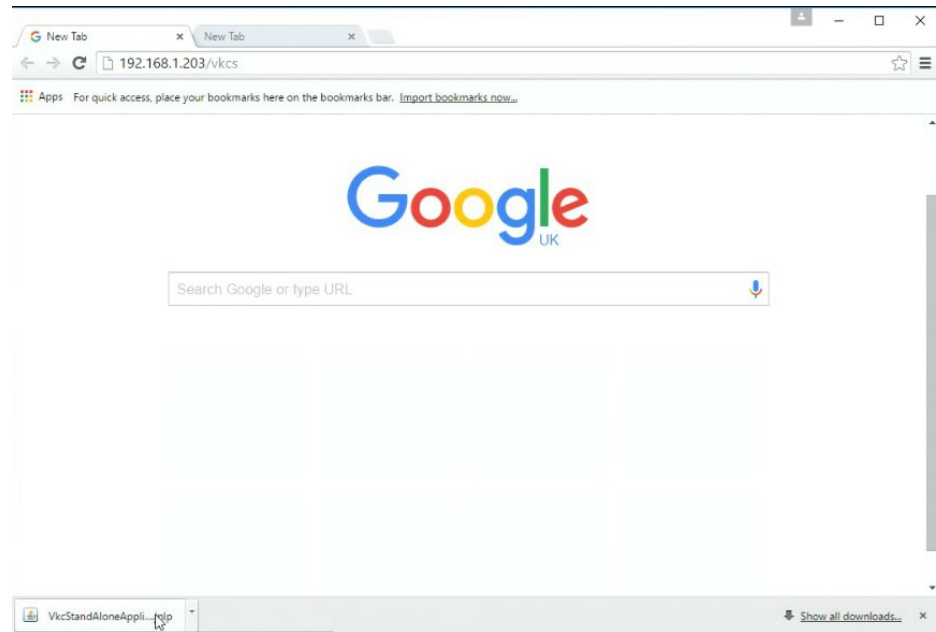 New Tab
New Tab
192.168.1.203/vkcs
Apps For quick access, place your bookmarks here on the bookmarks bar. Import bookmarks now...
Google
UK
Search Google or type URL
VkcStandAloneAppli....jnlp
Show all downloads...